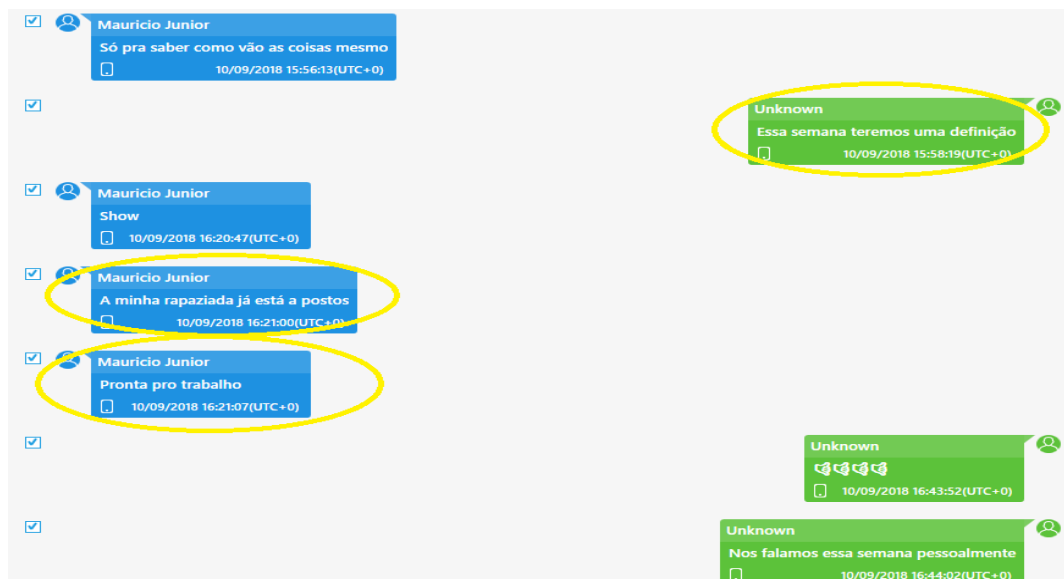 Mauricio Junior
Só pra saber como vão as coisas mesmo
10/09/2018 15:56:13(UTC+0)
Unknown
Essa semana teremos uma definição
10/09/2018 15:58:19(UTC+0)
Mauricio Junior
Show
10/09/2018 16:20:47(UTC+0)
Mauricio Junior
A minha rapaziada já está a postos
10/09/2018 16:21:00(UTC+0)
Mauricio Junior
Pronta pro trabalho
10/09/2018 16:21:07(UTC+0)
Unknown
10/09/2018 16:43:52(UTC+0)
Unknown
Nos falamos essa semana pessoalmente
10/09/2018 16:44:02(UTC+0)